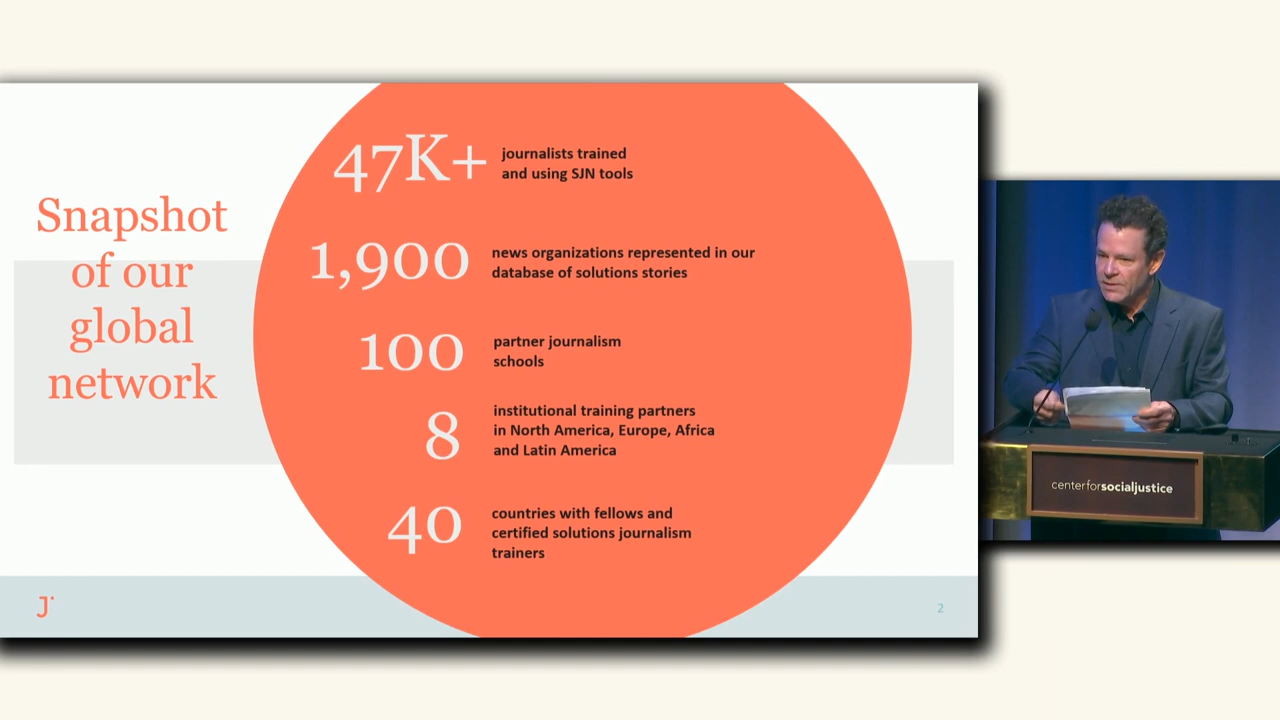 Snapshot
of our
global
network
47K+
journalists trained
and using SJN tools
1,900
news organizations represented in our
database of solutions stories
100
partner journalism
schools
8
institutional training partners
in North America, Europe, Africa
and Latin America
40
countries with fellows and
certified solutions journalism
trainers
J
2
centerforsocialjustice